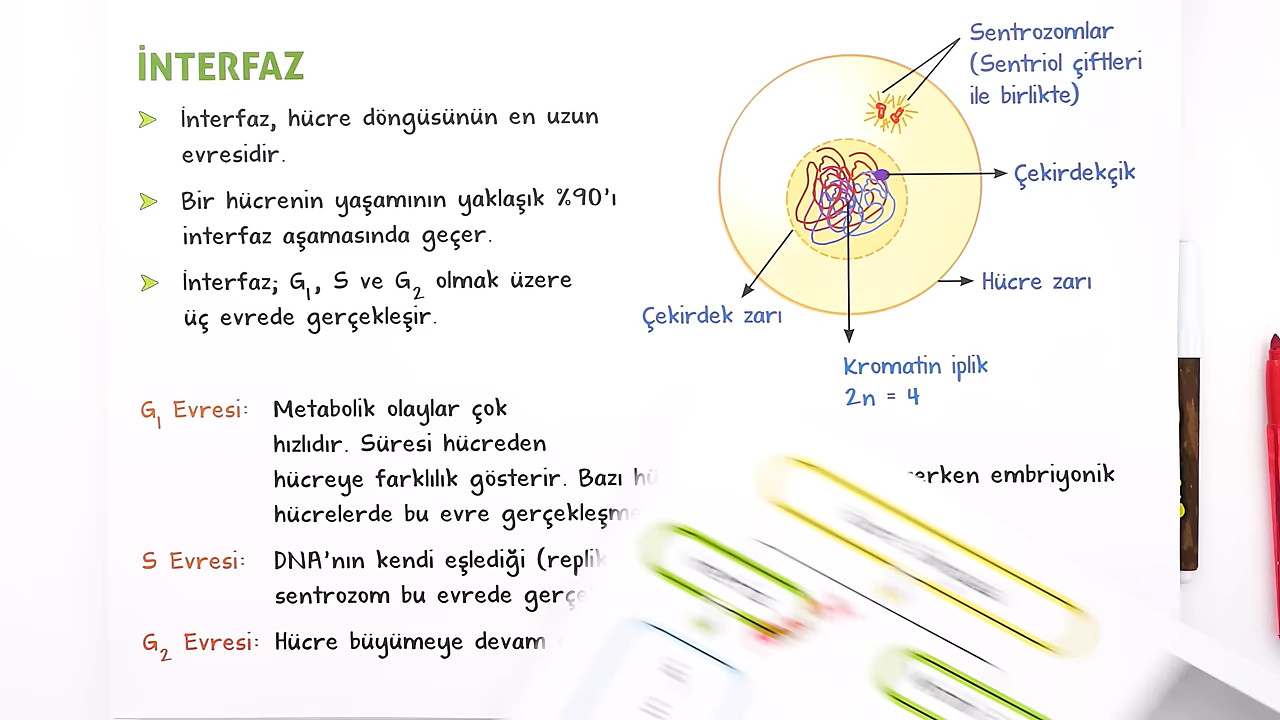 İNTERFAZ
İnterfaz, hücre döngüsünün en uzun
evresidir.
Bir hücrenin yaşamının yaklaşık %90'ı
interfaz aşamasında geçer.
İnterfaz; G₁, S ve G₂ olmak üzere
üç evrede gerçekleşir.
Sentrozomlar
(Sentriol çiftleri
ile birlikte)
Çekirdekçik
Hücre zarı
Çekirdek zarı
Kromatin iplik
2n = 4
G₁ Evresi: Metabolik olaylar çok
hızlıdır. Süresi hücreden
hücreye farklılık gösterir. Bazı embriyonik
hücrelerde bu evre
S Evresi: DNA'nın kendi eşlediği
sentrozom bu evrede
G₂ Evresi: Hücre büyümeye devam